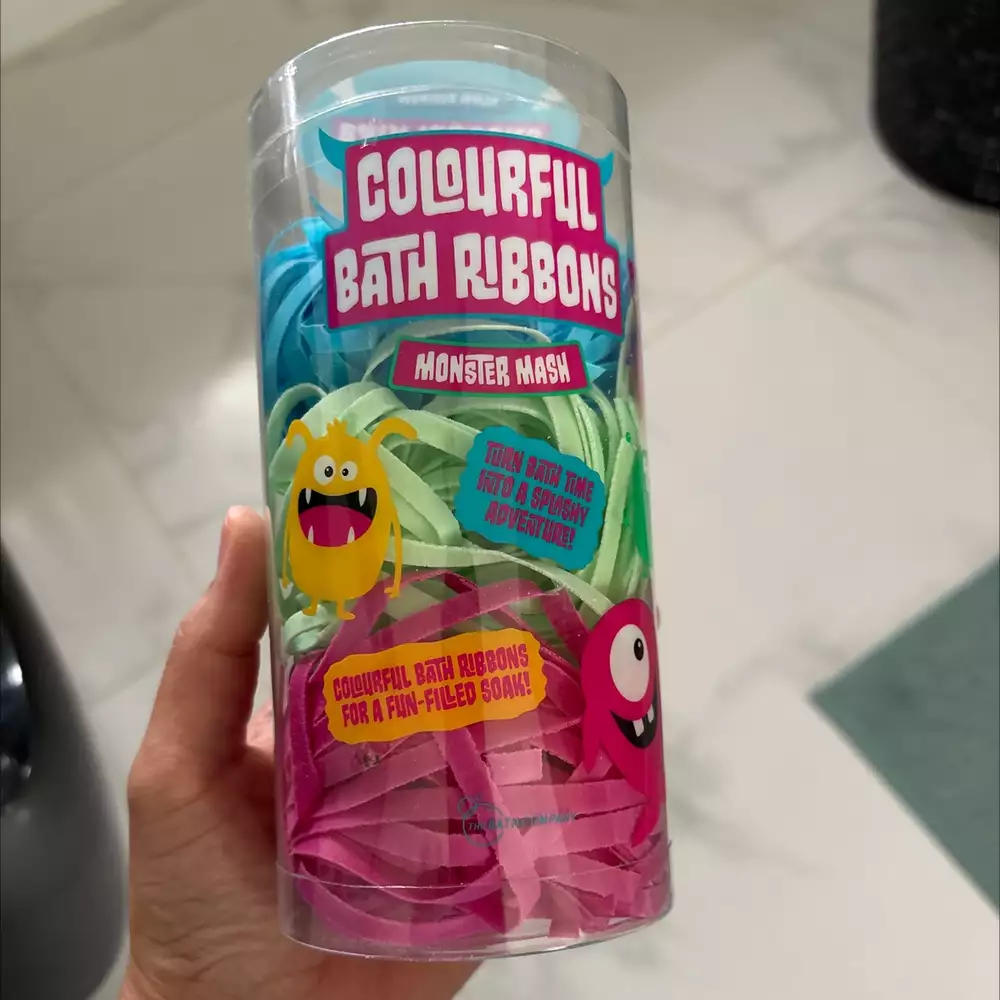 COLOURFUL
BATH RIBBONS
MONSTER MASH
TURN BATH TIME
INTO A SPLASHY
ADVENTURE!
COLOURFUL BATH RIBBONS
FOR A FUN-FILLED SOAK!